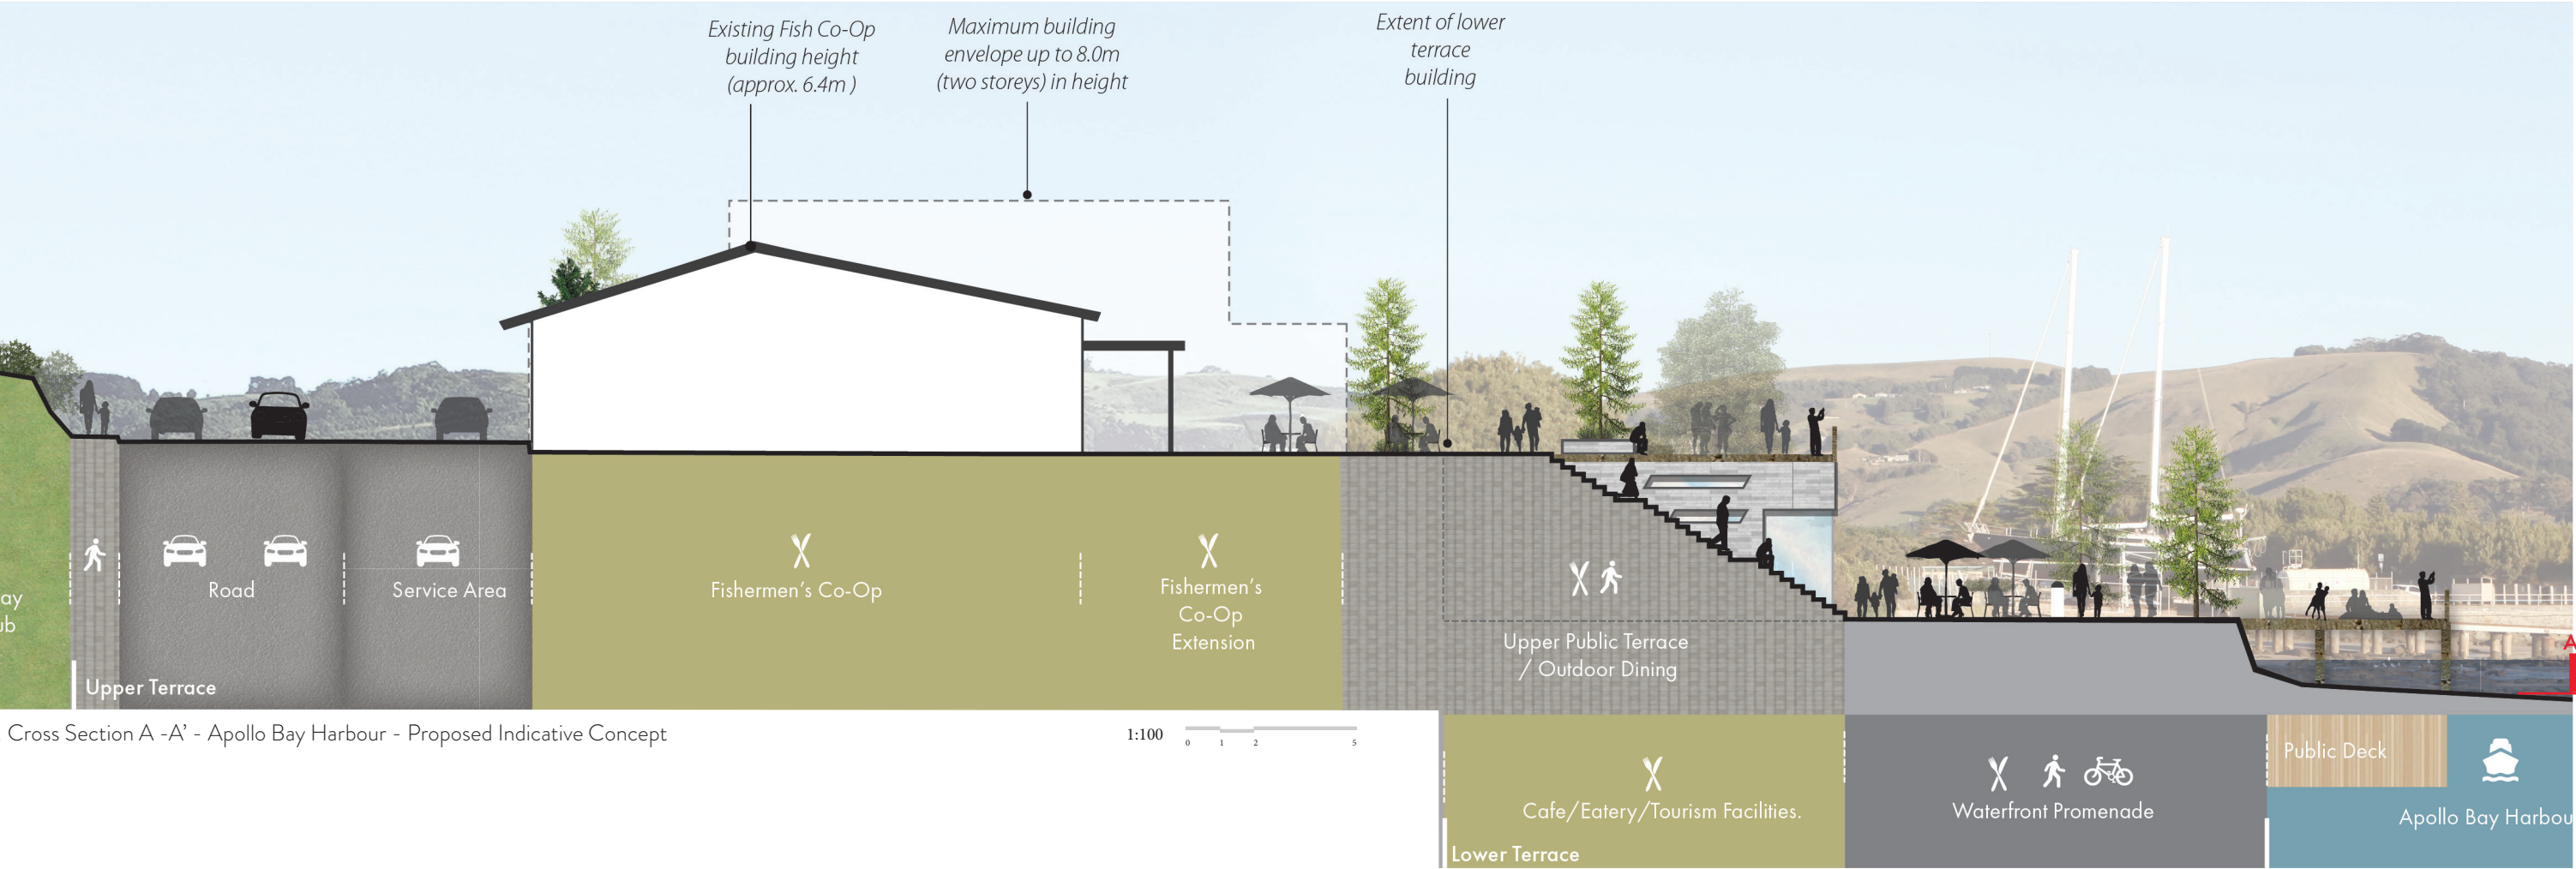 Existing Fish Co-Op
building height
(approx. 6.4m )
Maximum building
envelope up to 8.0m
(two storeys) in height
Extent of lower
terrace
building
ay
ub
Road
Service Area
Fishermen's Co-Op
Fishermen's
Co-Op
Extension
Upper Public Terrace
/ Outdoor Dining
Upper Terrace
A
Cross Section A -A' - Apollo Bay Harbour - Proposed Indicative Concept
1:100
0 1 2 5
Public Deck
Cafe/Eatery/Tourism Facilities.
Waterfront Promenade
Apollo Bay Harbou
Lower Terrace